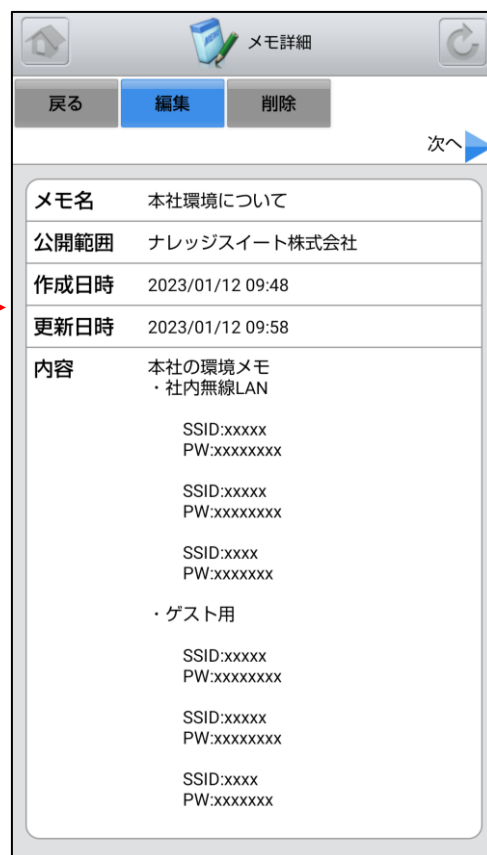 メモ詳細
戻る 編集 削除
次へ
メモ名 本社環境について
公開範囲 ナレッジスイート株式会社
作成日時 2023/01/12 09:48
更新日時 2023/01/12 09:58
内容 本社の環境メモ
・社内無線LAN
SSID:xxxxx
PW:xxxxxxxx
SSID:xxxxx
PW:xxxxxxxx
SSID:xxxx
PW:xxxxxxx
・ゲスト用
SSID:xxxxx
PW:xxxxxxxx
SSID:xxxxx
PW:xxxxxxxx
SSID:xxxx
PW:xxxxxxx